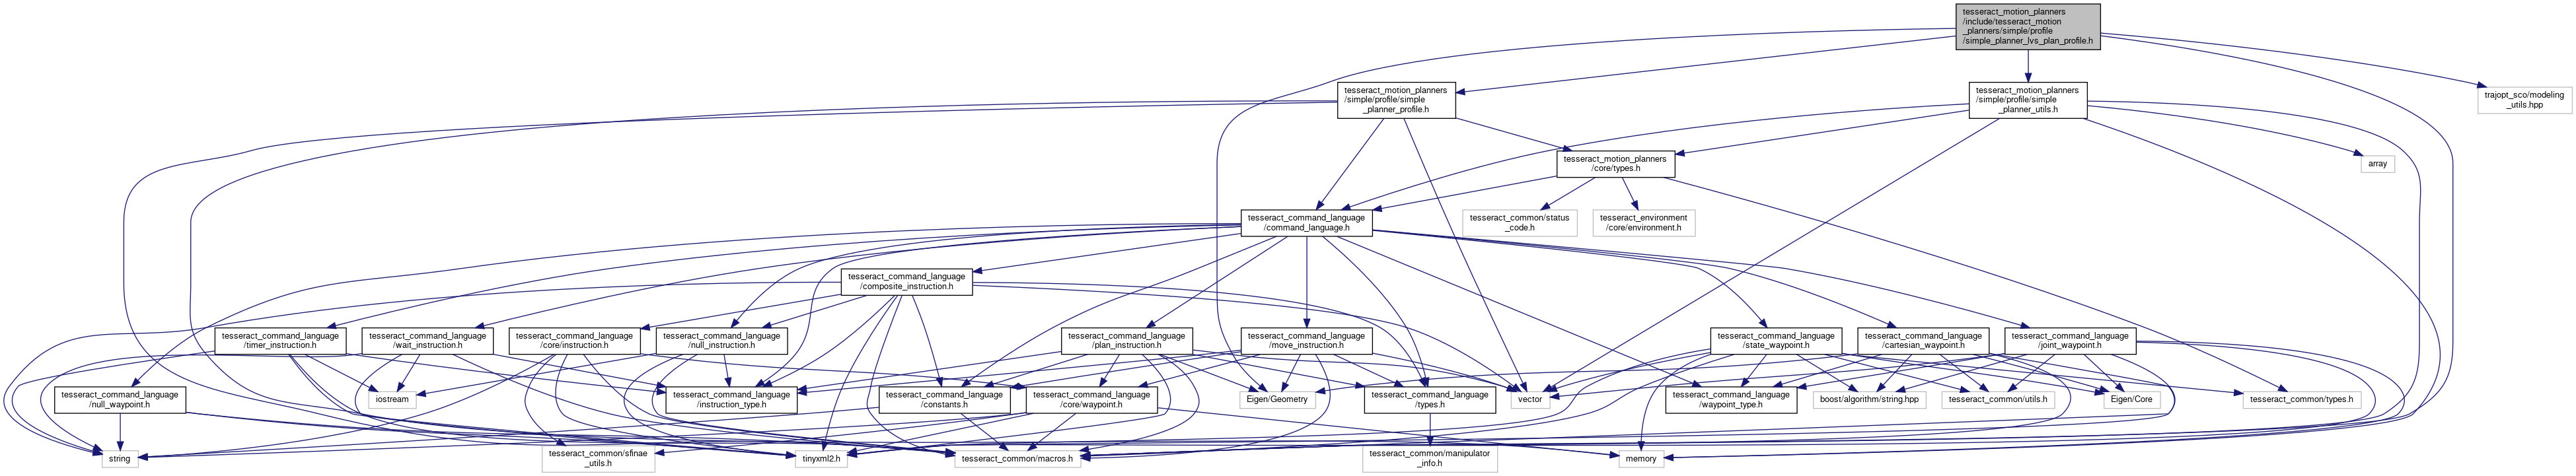 tesseract_motion_planners
/include/tesseract_motion
_planners/simple/profile
/simple_planner_lvs_plan_profile.h
tesseract_motion_planners
/simple/profile/simple
_planner_profile.h
tesseract_motion_planners
/simple/profile/simple
_planner_utils.h
trajopt_sco/modeling
_utils.hpp
tesseract_motion_planners
/core/types.h
array
tesseract_command_language
/command_language.h
tesseract_common/status
_code.h
tesseract_environment
/core/environment.h
tesseract_command_language
/composite_instruction.h
tesseract_command_language
/timer_instruction.h
tesseract_command_language
/wait_instruction.h
tesseract_command_language
/core/instruction.h
tesseract_command_language
/null_instruction.h
tesseract_command_language
/plan_instruction.h
tesseract_command_language
/move_instruction.h
tesseract_command_language
/state_waypoint.h
tesseract_command_language
/cartesian_waypoint.h
tesseract_command_language
/joint_waypoint.h
tesseract_command_language
/null_waypoint.h
iostream
tesseract_command_language
/instruction_type.h
tesseract_command_language
/constants.h
tesseract_command_language
/core/waypoint.h
Eigen/Geometry
tesseract_command_language
/types.h
vector
tesseract_command_language
/waypoint_type.h
boost/algorithm/string.hpp
tesseract_common/utils.h
Eigen/Core
tesseract_common/types.h
string
tesseract_common/sfinae
_utils.h
tinyxml2.h
tesseract_common/macros.h
tesseract_common/manipulator
_info.h
memory